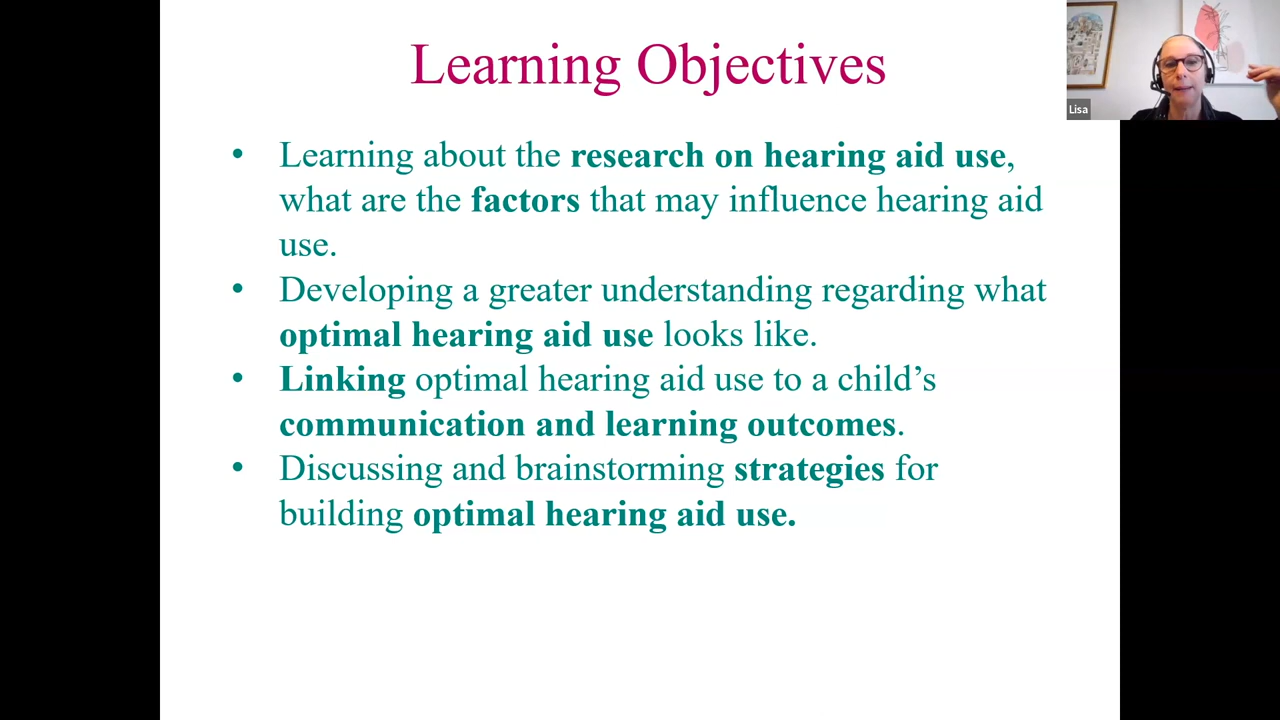 Learning Objectives
Lisa
• Learning about the research on hearing aid use,
what are the factors that may influence hearing aid
use.
• Developing a greater understanding regarding what
optimal hearing aid use looks like.
• Linking optimal hearing aid use to a child’s
communication and learning outcomes.
• Discussing and brainstorming strategies for
building optimal hearing aid use.